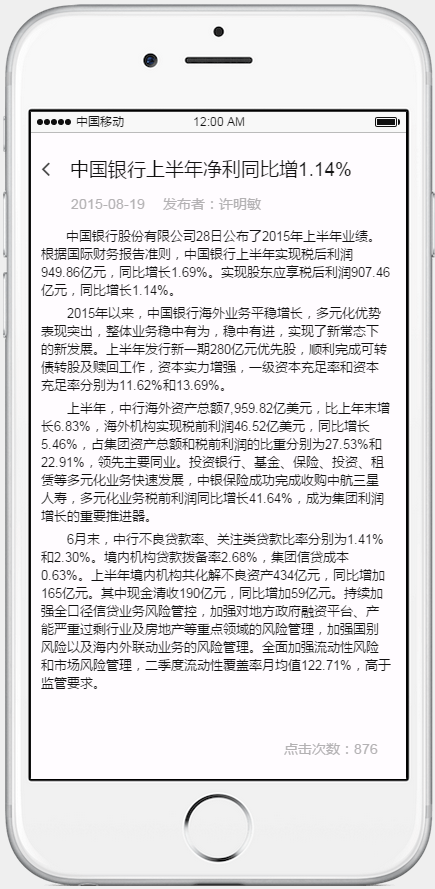 中国移动 12:00 AM
中国银行上半年净利同比增1.14%
2015-08-19 发布者：许明敏
中国银行股份有限公司28日公布了2015年上半年业绩。
根据国际财务报告准则，中国银行上半年实现税后利润
949.86亿元，同比增长1.69%。实现股东应享税后利润907.46
亿元，同比增长1.14%。
2015年以来，中国银行海外业务平稳增长，多元化优势
表现突出，整体业务稳中有为，稳中有进，实现了新常态下
的新发展。上半年发行新一期280亿元优先股，顺利完成可转
债转股及赎回工作，资本实力增强，一级资本充足率和资本
充足率分别为11.62%和13.69%。
上半年，中行海外资产总额7,959.82亿美元，比上年末增
长6.83%，海外机构实现税前利润46.52亿美元，同比增长
5.46%，占集团资产总额和税前利润的比重分别为27.53%和
22.91%，领先主要同业。投资银行、基金、保险、投资、租
赁等多元化业务快速发展，中银保险成功完成收购中航三星
人寿，多元化业务税前利润同比增长41.64%，成为集团利润
增长的重要推进器。
6月末，中行不良贷款率、关注类贷款比率分别为1.41%
和2.30%。境内机构贷款拨备率2.68%，集团信贷成本
0.63%。上半年境内机构共化解不良资产434亿元，同比增加
165亿元。其中现金清收190亿元，同比增加59亿元。持续加
强全口径信贷业务风险管控，加强对地方政府融资平台、产
能严重过剩行业及房地产等重点领域的风险管理，加强国别
风险以及海内外联动业务的风险管理。全面加强流动性风险
和市场风险管理，二季度流动性覆盖率月均值122.71%，高于
监管要求。
点击次数：876